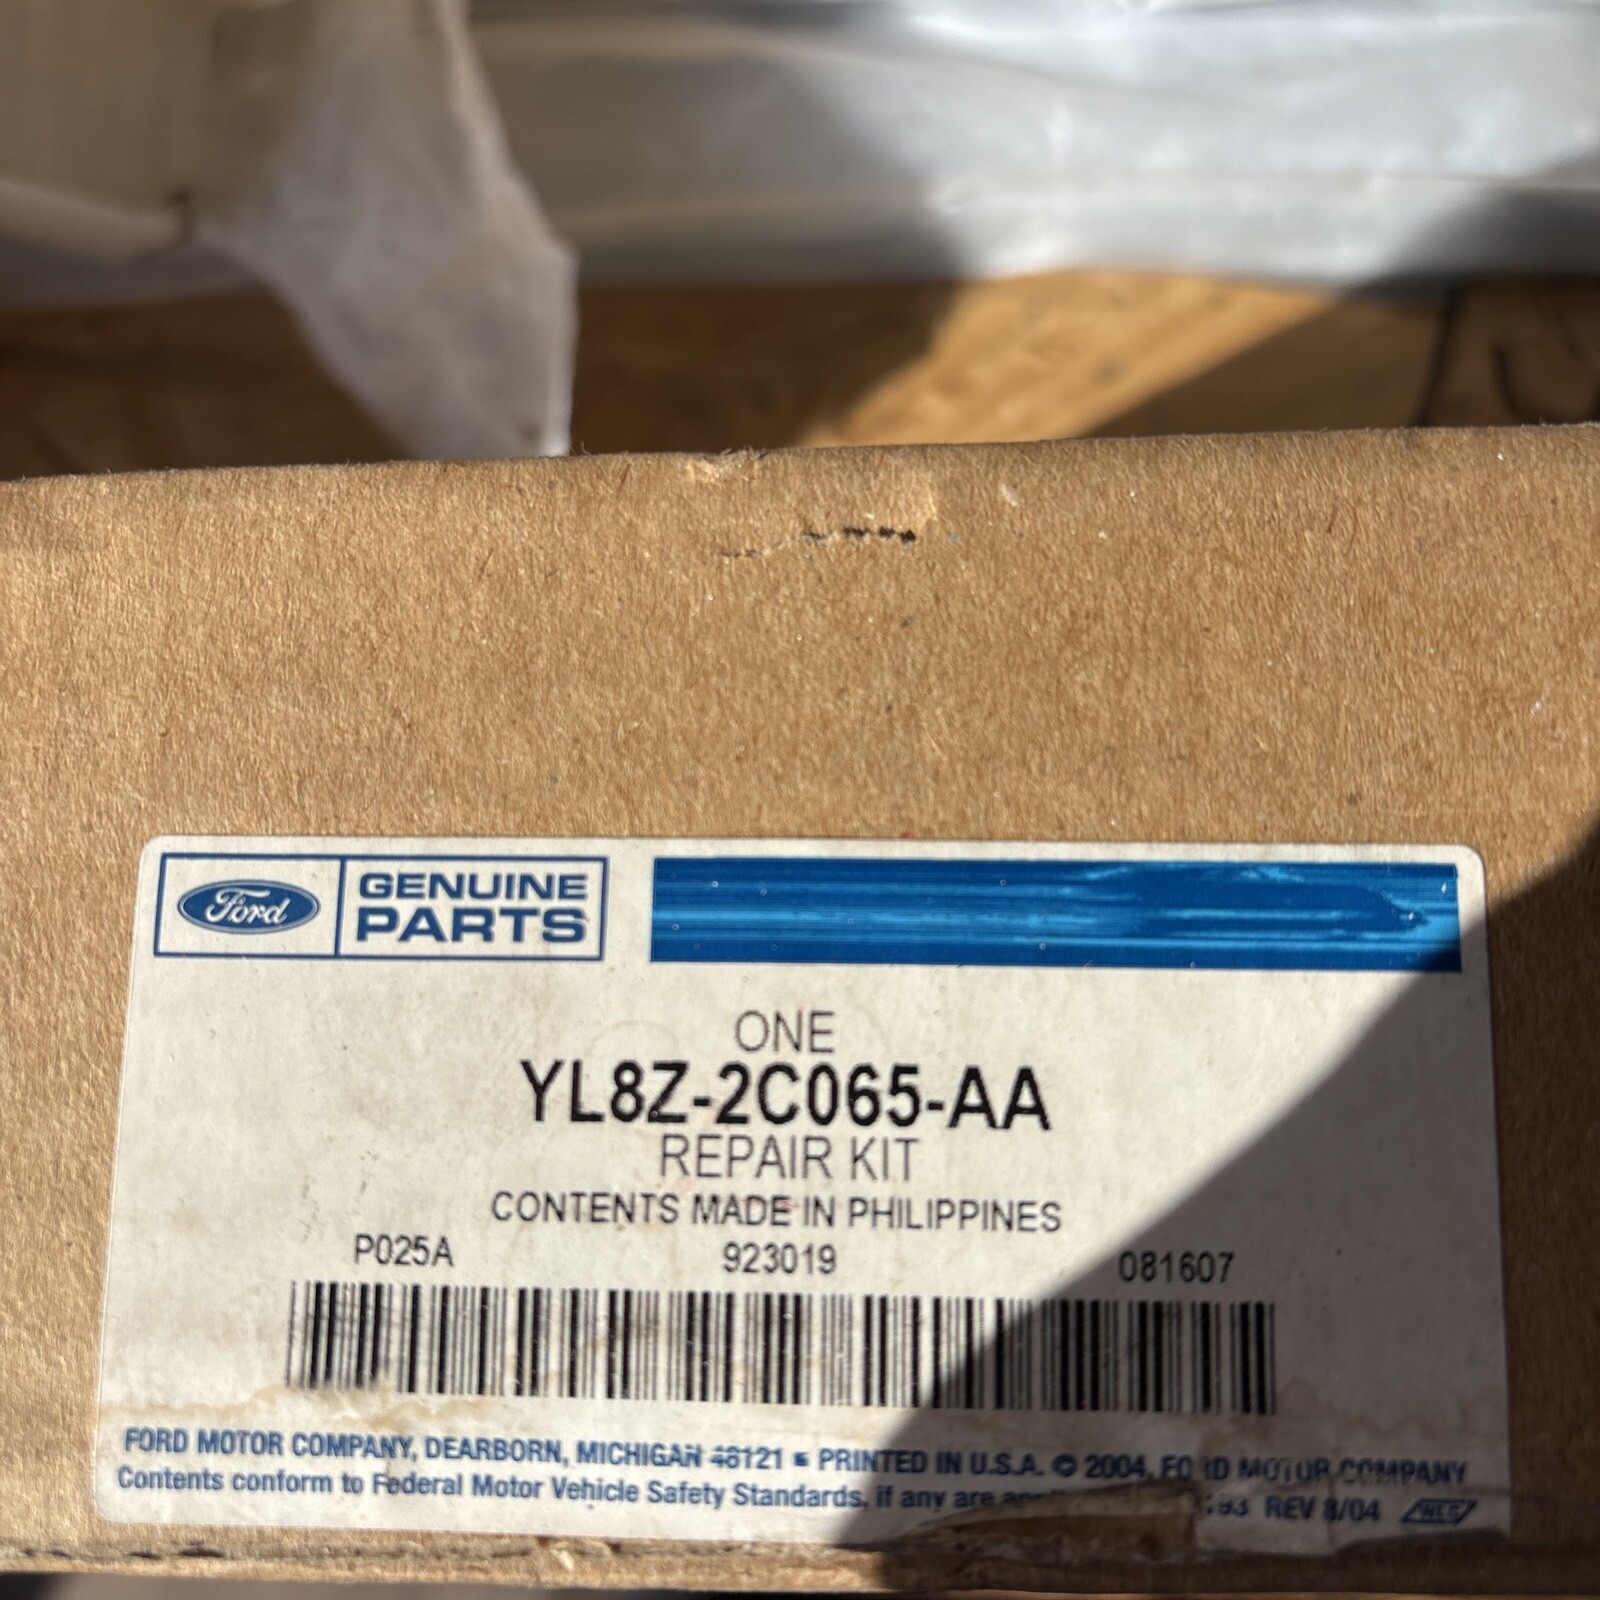 Ford
GENUINE
PARTS
ONE
YL8Z-2C065-AA
REPAIR KIT
CONTENTS MADE IN PHILIPPINES
P025A 923019 081607
FORD MOTOR COMPANY, DEARBORN, MICHIGAN 48121 ▪ PRINTED IN U.S.A. © 2004, FORD MOTOR COMPANY
Contents conform to Federal Motor Vehicle Safety Standards, if any are REV 8/04 NLC